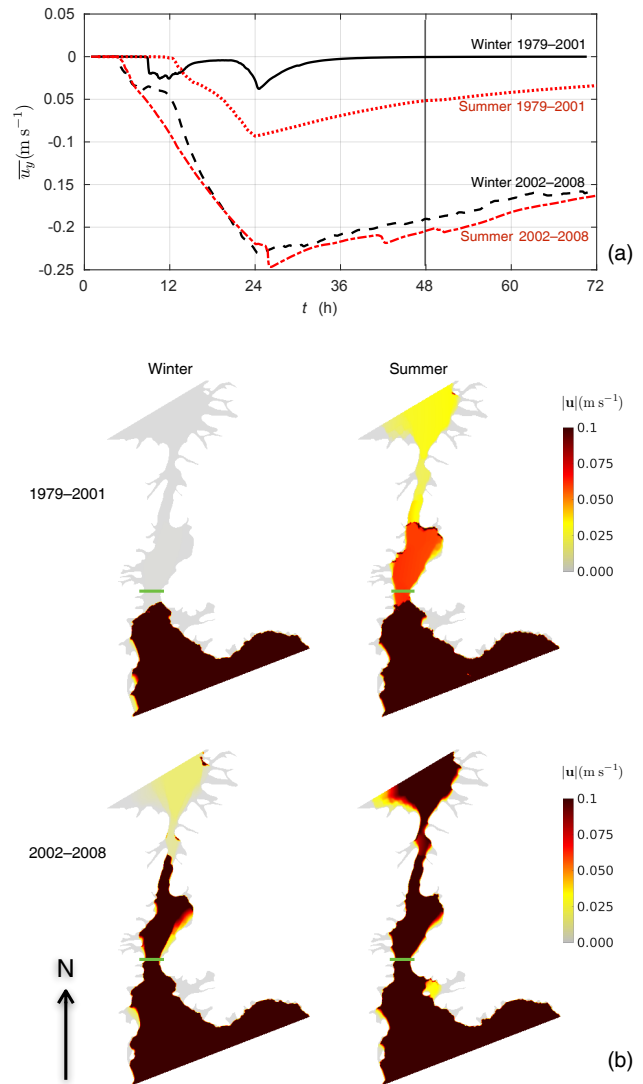 0.05
0
0.05
-0.1
0.15
-0.2
-0.25
$\overline{u_y}$(m s⁻¹)
Winter 1979–2001
Summer 1979–2001
Winter 2002–2008
Summer 2002–2008
0 12 24 36 48 60 72
t (h)
(a)
Winter Summer
1979–2001
|u|(m s⁻¹)
0.1
0.075
0.050
0.025
0.000
2002–2008
|u|(m s⁻¹)
0.1
0.075
0.050
0.025
0.000
N
(b)